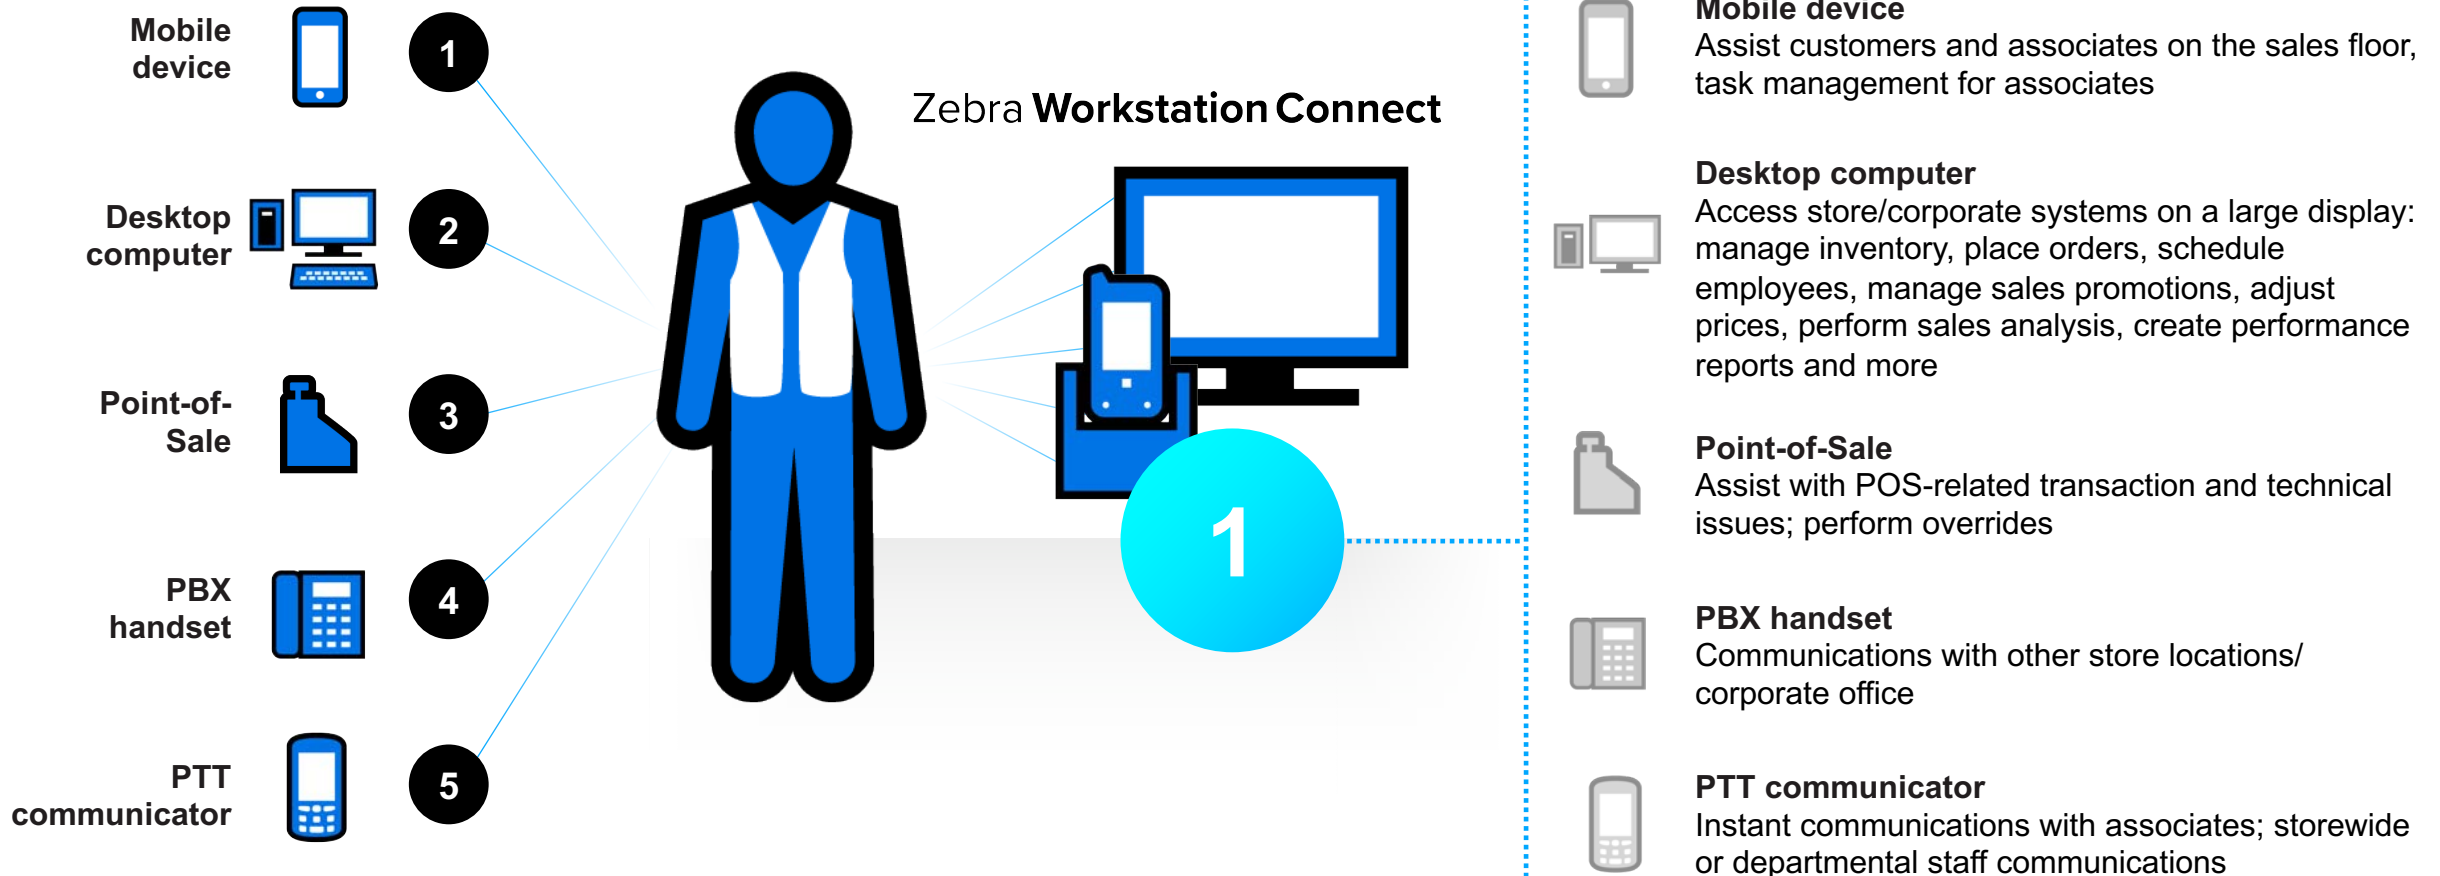 Mobile
device
1
Desktop
computer
2
Point-of-
Sale
3
PBX
handset
4
PTT
communicator
5
Zebra Workstation Connect
1
Mobile device
Assist customers and associates on the sales floor,
task management for associates
Desktop computer
Access store/corporate systems on a large display:
manage inventory, place orders, schedule
employees, manage sales promotions, adjust
prices, perform sales analysis, create performance
reports and more
Point-of-Sale
Assist with POS-related transaction and technical
issues; perform overrides
PBX handset
Communications with other store locations/
corporate office
PTT communicator
Instant communications with associates; storewide
or departmental staff communications